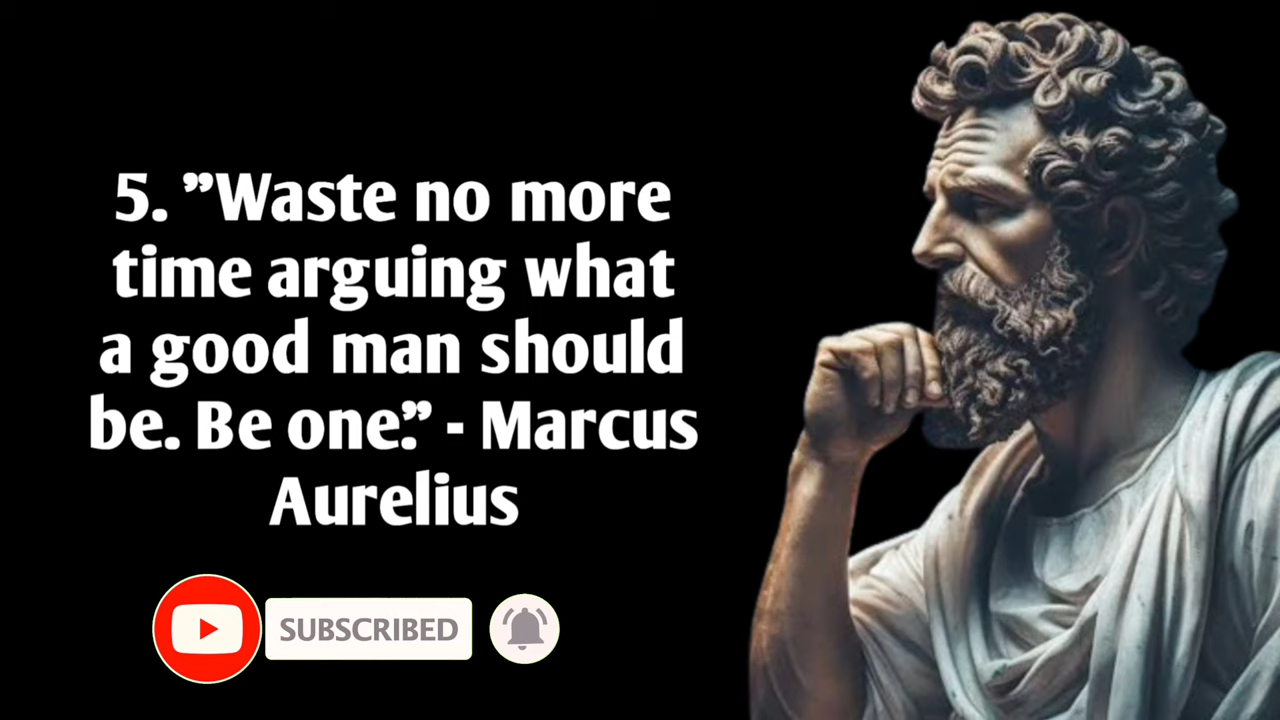 5. ”Waste no more
time arguing what
a good man should
be. Be one.” - Marcus
Aurelius
SUBSCRIBED